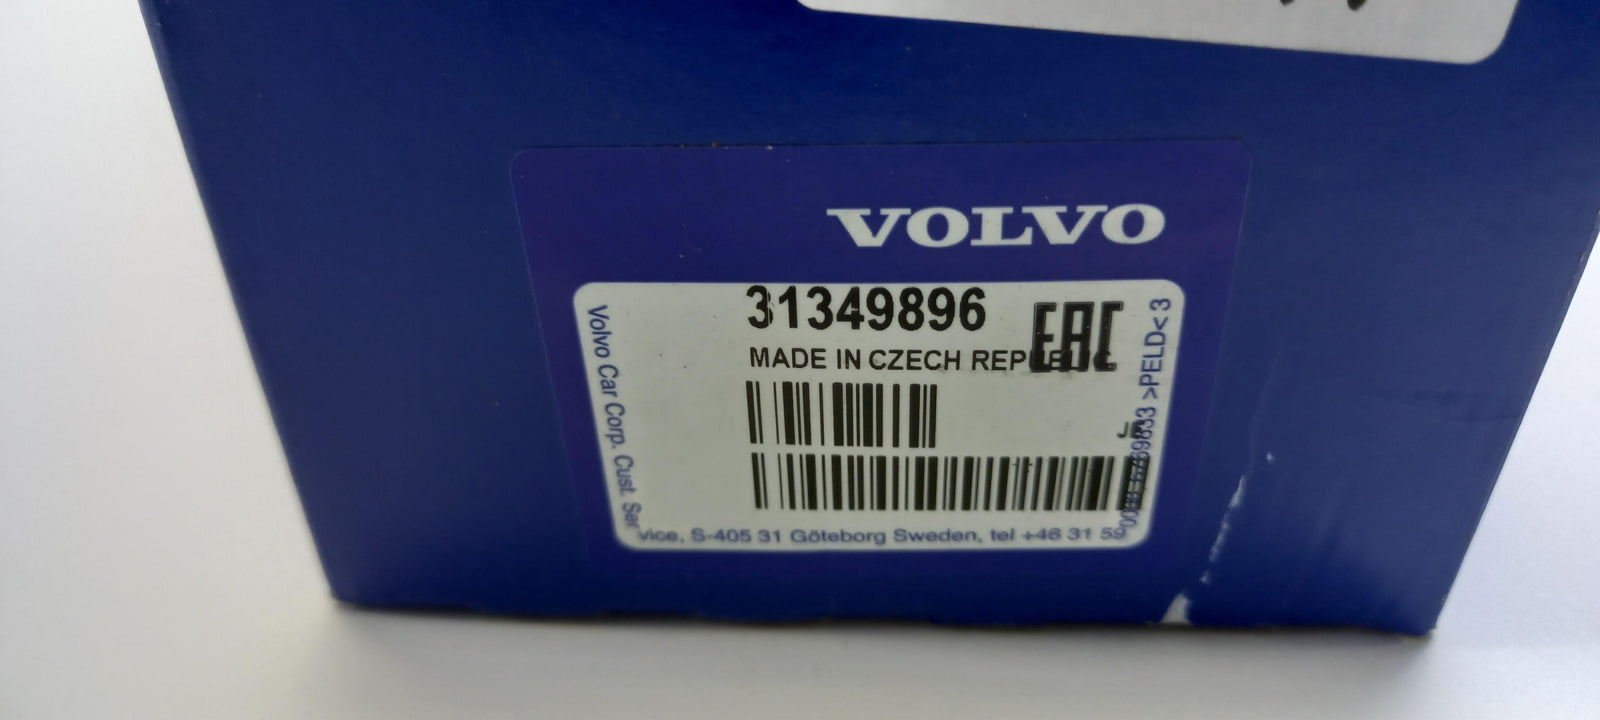 VOLVO
31349896
EAC
MADE IN CZECH REPUBLIC
Volvo Car Corp. Cust. Service, S-405 31 Göteborg Sweden, tel +46 31 59
>PELD< 3